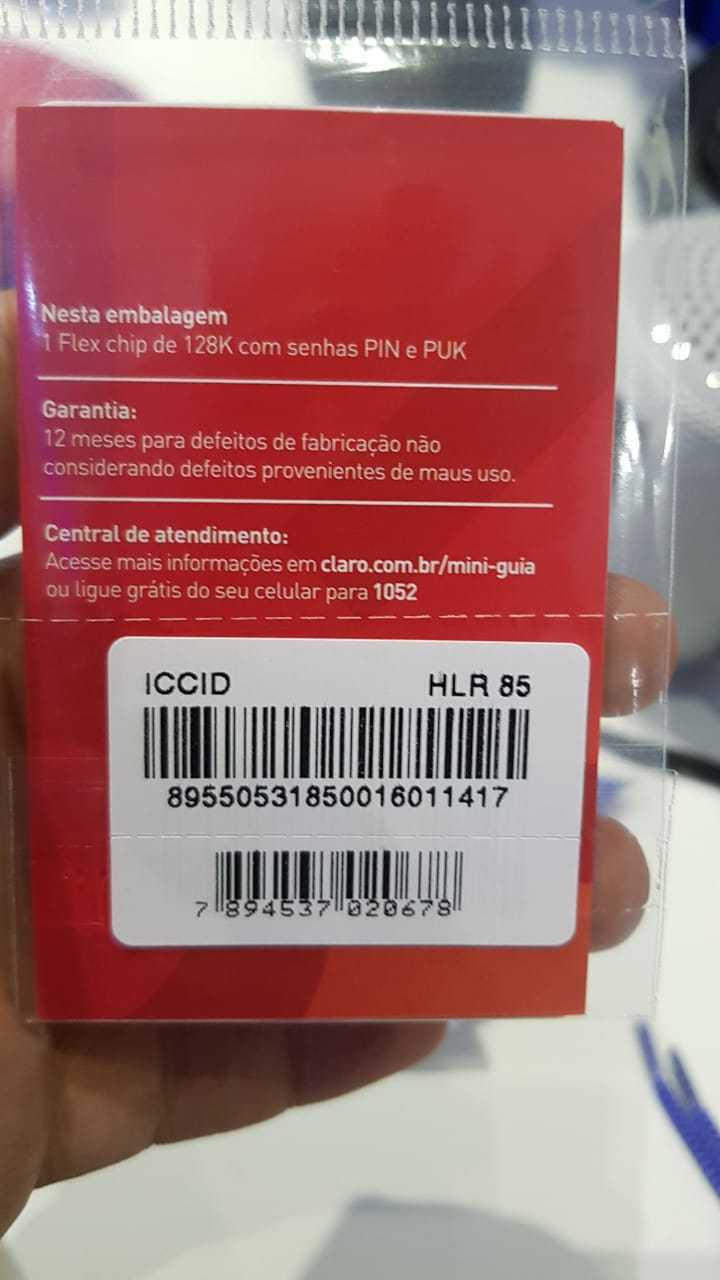 Nesta embalagem
1 Flex chip de 128K com senhas PIN e PUK
Garantia:
12 meses para defeitos de fabricação não
considerando defeitos provenientes de maus uso.
Central de atendimento:
Acesse mais informações em claro.com.br/mini-guia
ou ligue grátis do seu celular para 1052
ICCID HLR 85
89550531850016011417
7 894537 020678